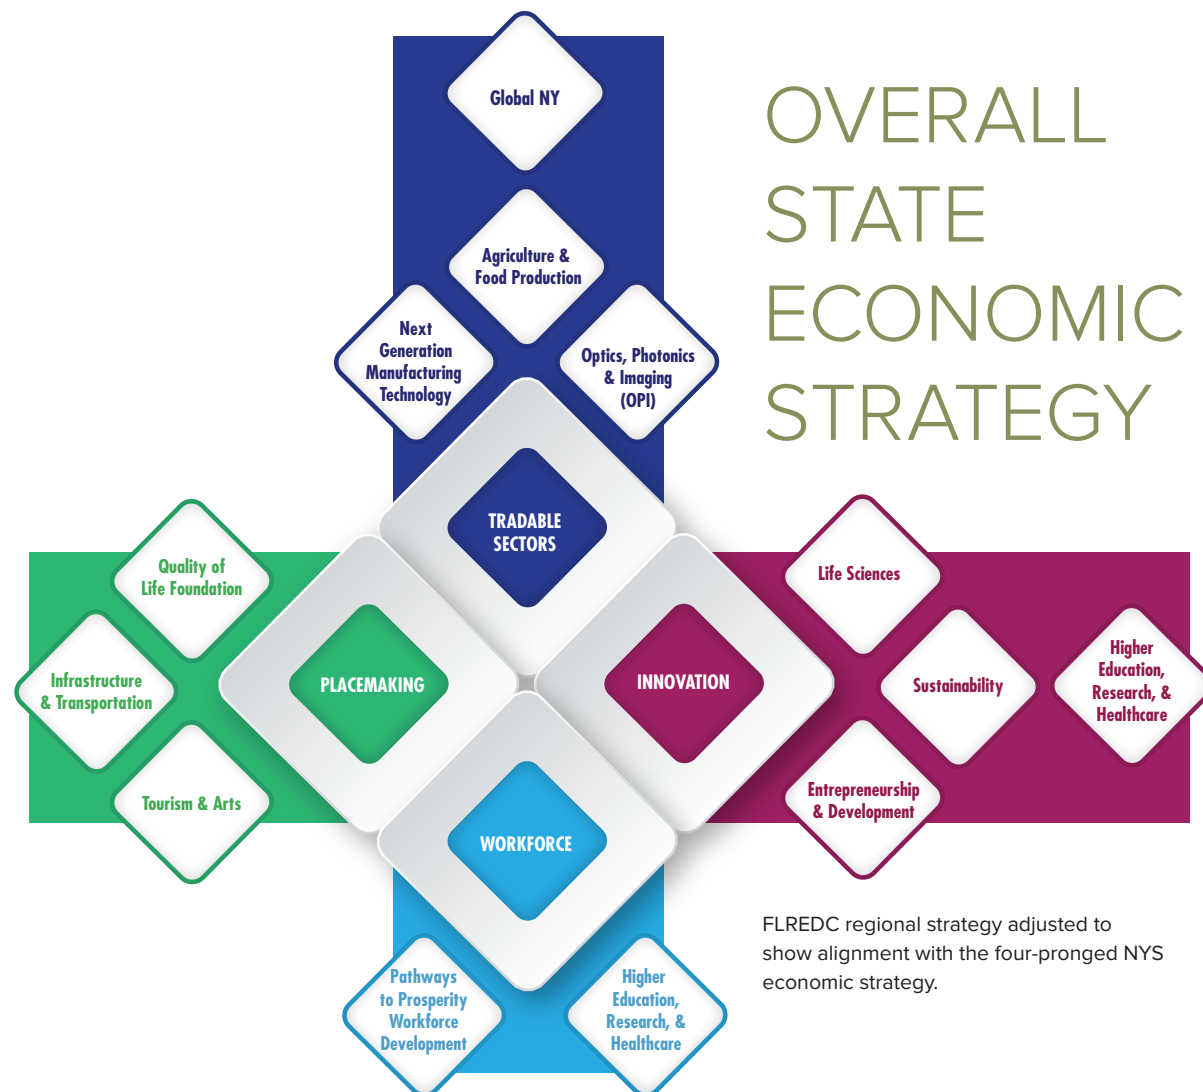 OVERALL
STATE
ECONOMIC
STRATEGY
Global NY
Agriculture &
Food Production
Next
Generation
Manufacturing
Technology
Optics, Photonics
& Imaging
(OPI)
TRADABLE
SECTORS
Quality of
Life Foundation
Infrastructure
& Transportation
Tourism & Arts
PLACEMAKING
INNOVATION
Life Sciences
Sustainability
Higher
Education,
Research, &
Healthcare
Entrepreneurship
& Development
WORKFORCE
Pathways
to Prosperity
Workforce
Development
Higher
Education,
Research, &
Healthcare
FLREDC regional strategy adjusted to
show alignment with the four-pronged NYS
economic strategy.